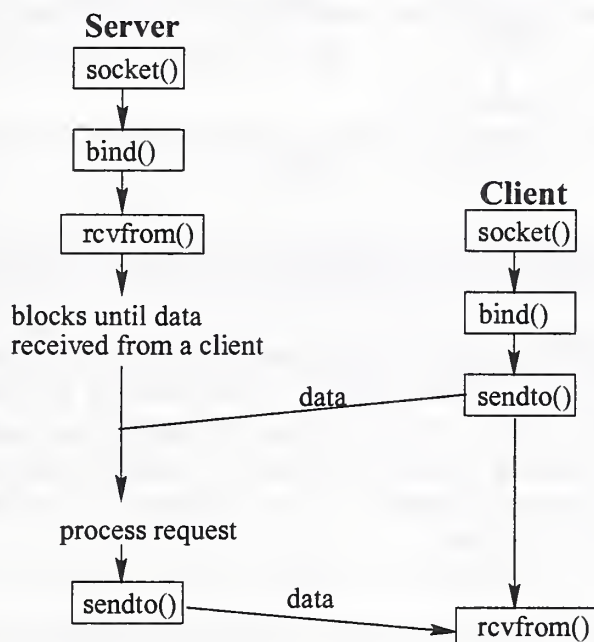 Server
socket()
bind()
rcvfrom()
blocks until data
received from a client
process request
sendto()
Client
socket()
bind()
sendto()
data
data
rcvfrom()